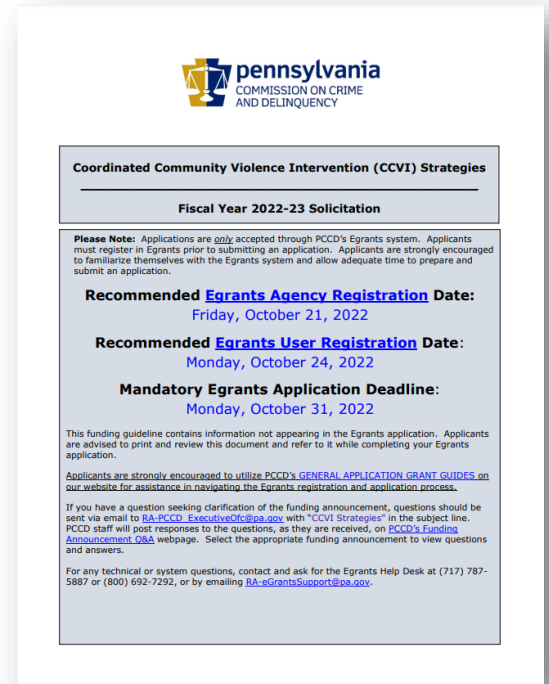 pennsylvania
COMMISSION ON CRIME
AND DELINQUENCY
Coordinated Community Violence Intervention (CCVI) Strategies
Fiscal Year 2022-23 Solicitation
Please Note: Applications are only accepted through PCCD's Egrants system. Applicants
must register in Egrants prior to submitting an application. Applicants are strongly encouraged
to familiarize themselves with the Egrants system and allow adequate time to prepare and
submit an application.
Recommended Egrants Agency Registration Date:
Friday, October 21, 2022
Recommended Egrants User Registration Date:
Monday, October 24, 2022
Mandatory Egrants Application Deadline:
Monday, October 31, 2022
This funding guideline contains information not appearing in the Egrants application. Applicants
are advised to print and review this document and refer to it while completing your Egrants
application.
Applicants are strongly encouraged to utilize PCCD's GENERAL APPLICATION GRANT GUIDES on
our website for assistance in navigating the Egrants registration and application process.
If you have a question seeking clarification of the funding announcement, questions should be
sent via email to RA-PCCD_ExecutiveOfc@pa.gov with "CCVI Strategies" in the subject line.
PCCD staff will post responses to the questions, as they are received, on PCCD's Funding
Announcement Q&A webpage. Select the appropriate funding announcement to view questions
and answers.
For any technical or system questions, contact and ask for the Egrants Help Desk at (717) 787-
5887 or (800) 692-7292, or by emailing RA-eGrantsSupport@pa.gov.